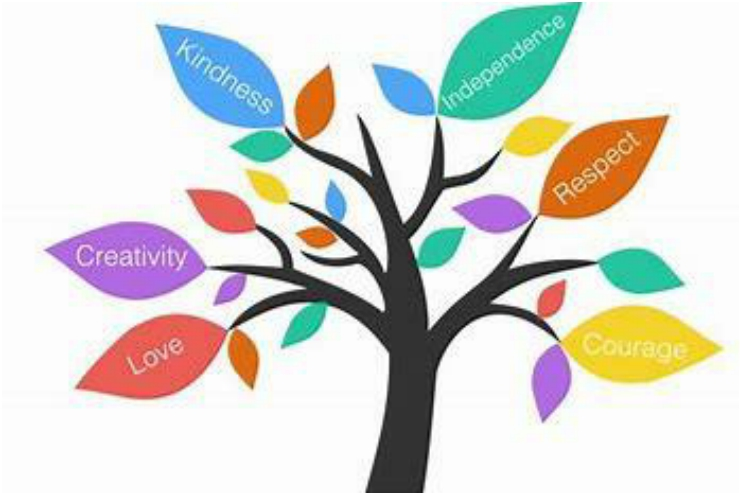 Kindness
Independence
Respect
Creativity
Love
Courage